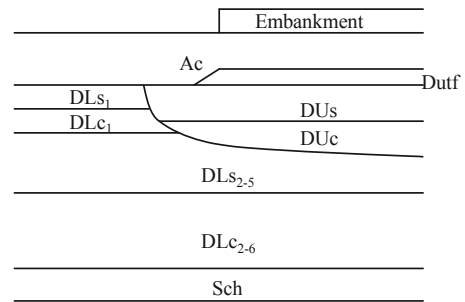 Embankment
Ac
Dutf
DLs₁
DUs
DLc₁
DUc
DLs₂₋₅
DLc₂₋₆
Sch